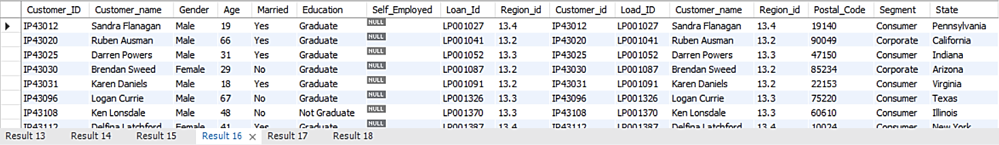 Customer_ID Customer_name Gender Age Married Education Self_Employed Loan_Id Region_id Customer_id Load_ID Customer_name Region_id Postal_Code Segment State
IP43012 Sandra Flanagan Male 19 Yes Graduate NULL LP001027 13.4 IP43012 LP001027 Sandra Flanagan 13.4 19140 Consumer Pennsylvania
IP43020 Ruben Ausman Male 66 Yes Graduate NULL LP001041 13.2 IP43020 LP001041 Ruben Ausman 13.2 90049 Corporate California
IP43025 Darren Powers Male 31 Yes Graduate NULL LP001052 13.3 IP43025 LP001052 Darren Powers 13.3 47150 Consumer Indiana
IP43030 Brendan Sweed Female 29 No Graduate NULL LP001087 13.2 IP43030 LP001087 Brendan Sweed 13.2 85234 Corporate Arizona
IP43031 Karen Daniels Male 18 Yes Graduate NULL LP001091 13.2 IP43031 LP001091 Karen Daniels 13.2 22153 Consumer Virginia
IP43096 Logan Currie Male 67 No Graduate NULL LP001326 13.3 IP43096 LP001326 Logan Currie 13.3 75220 Consumer Texas
IP43108 Ken Lonsdale Male 48 No Not Graduate NULL LP001370 13.3 IP43108 LP001370 Ken Lonsdale 13.3 60610 Consumer Illinois
IP43112 Delfina Latchford Female 41 Yes Graduate NULL LP001387 13.4 IP43112 LP001387 Delfina Latchford 13.4 10024 Consumer New York
Result 13 Result 14 Result 15 Result 16 Result 17 Result 18